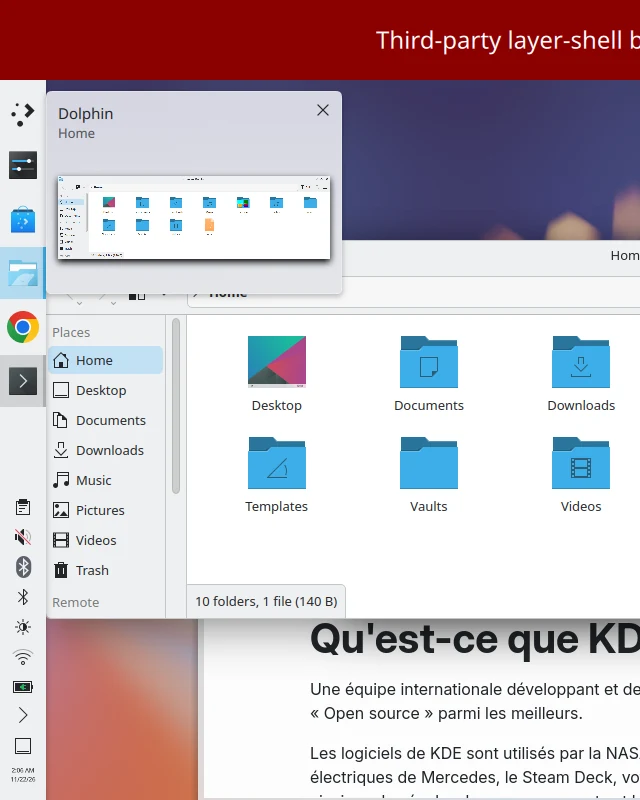 Third-party layer-shell b
Dolphin
Home
Hom
Home
Places
Home
Desktop
Documents
Downloads
Music
Pictures
Videos
Trash
Remote
Desktop
Documents
Downloads
Templates
Vaults
Videos
10 folders, 1 file (140 B)
Qu'est-ce que KD
Une équipe internationale développant et de
« Open source » parmi les meilleurs.
Les logiciels de KDE sont utilisés par la NAS
électriques de Mercedes, le Steam Deck, vo
2:06 AM
11/22/26